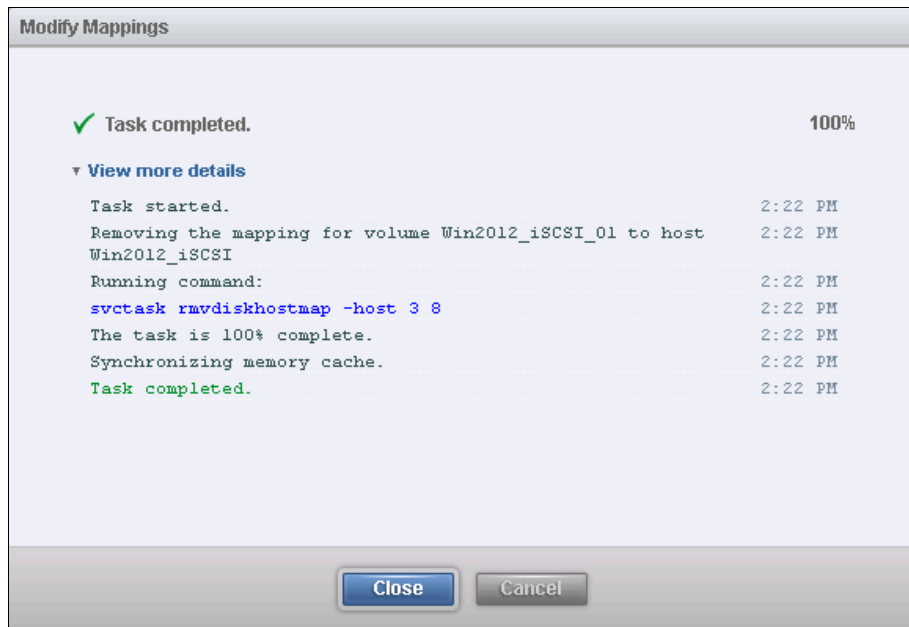 Modify Mappings
Task completed. 100%
View more details
Task started. 2:22 PM
Removing the mapping for volume Win2012_iSCSI_01 to host 2:22 PM
Win2012_iSCSI
Running command: 2:22 PM
svctask rmvdiskhostmap -host 3 8 2:22 PM
The task is 100% complete. 2:22 PM
Synchronizing memory cache. 2:22 PM
Task completed. 2:22 PM
Close Cancel